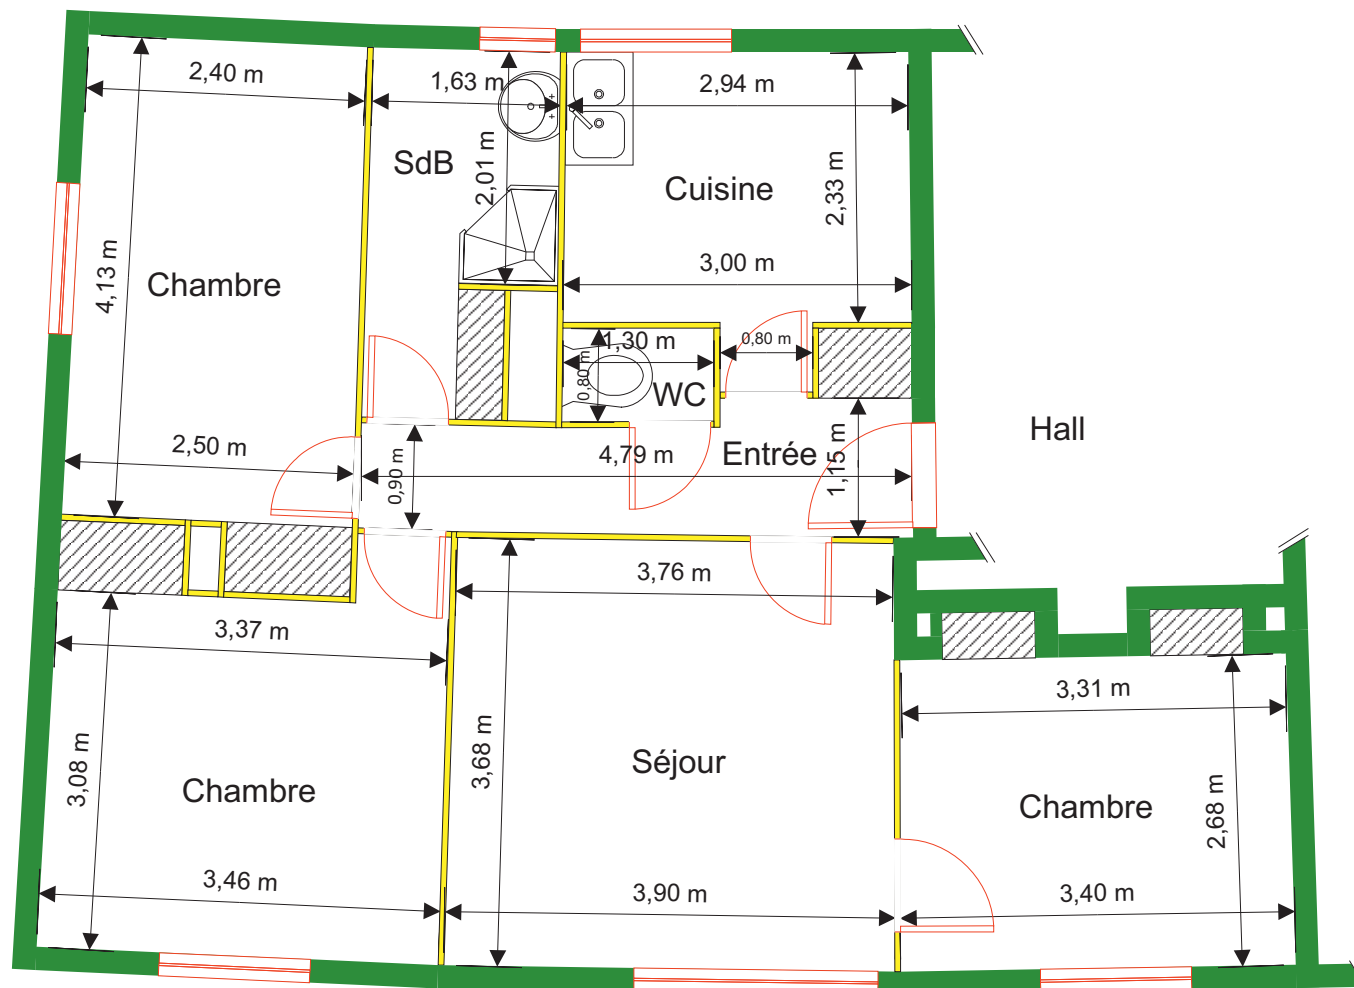 2,40 m
1,63 m
2,94 m
SdB
2,01 m
Cuisine
2,33 m
4,13 m
Chambre
3,00 m
1,30 m
0,80 m
0,80 m
WC
Hall
2,50 m
0,90 m
4,79 m
Entrée
1,15 m
3,76 m
3,37 m
3,31 m
3,08 m
Chambre
3,68 m
Séjour
Chambre
2,68 m
3,46 m
3,90 m
3,40 m